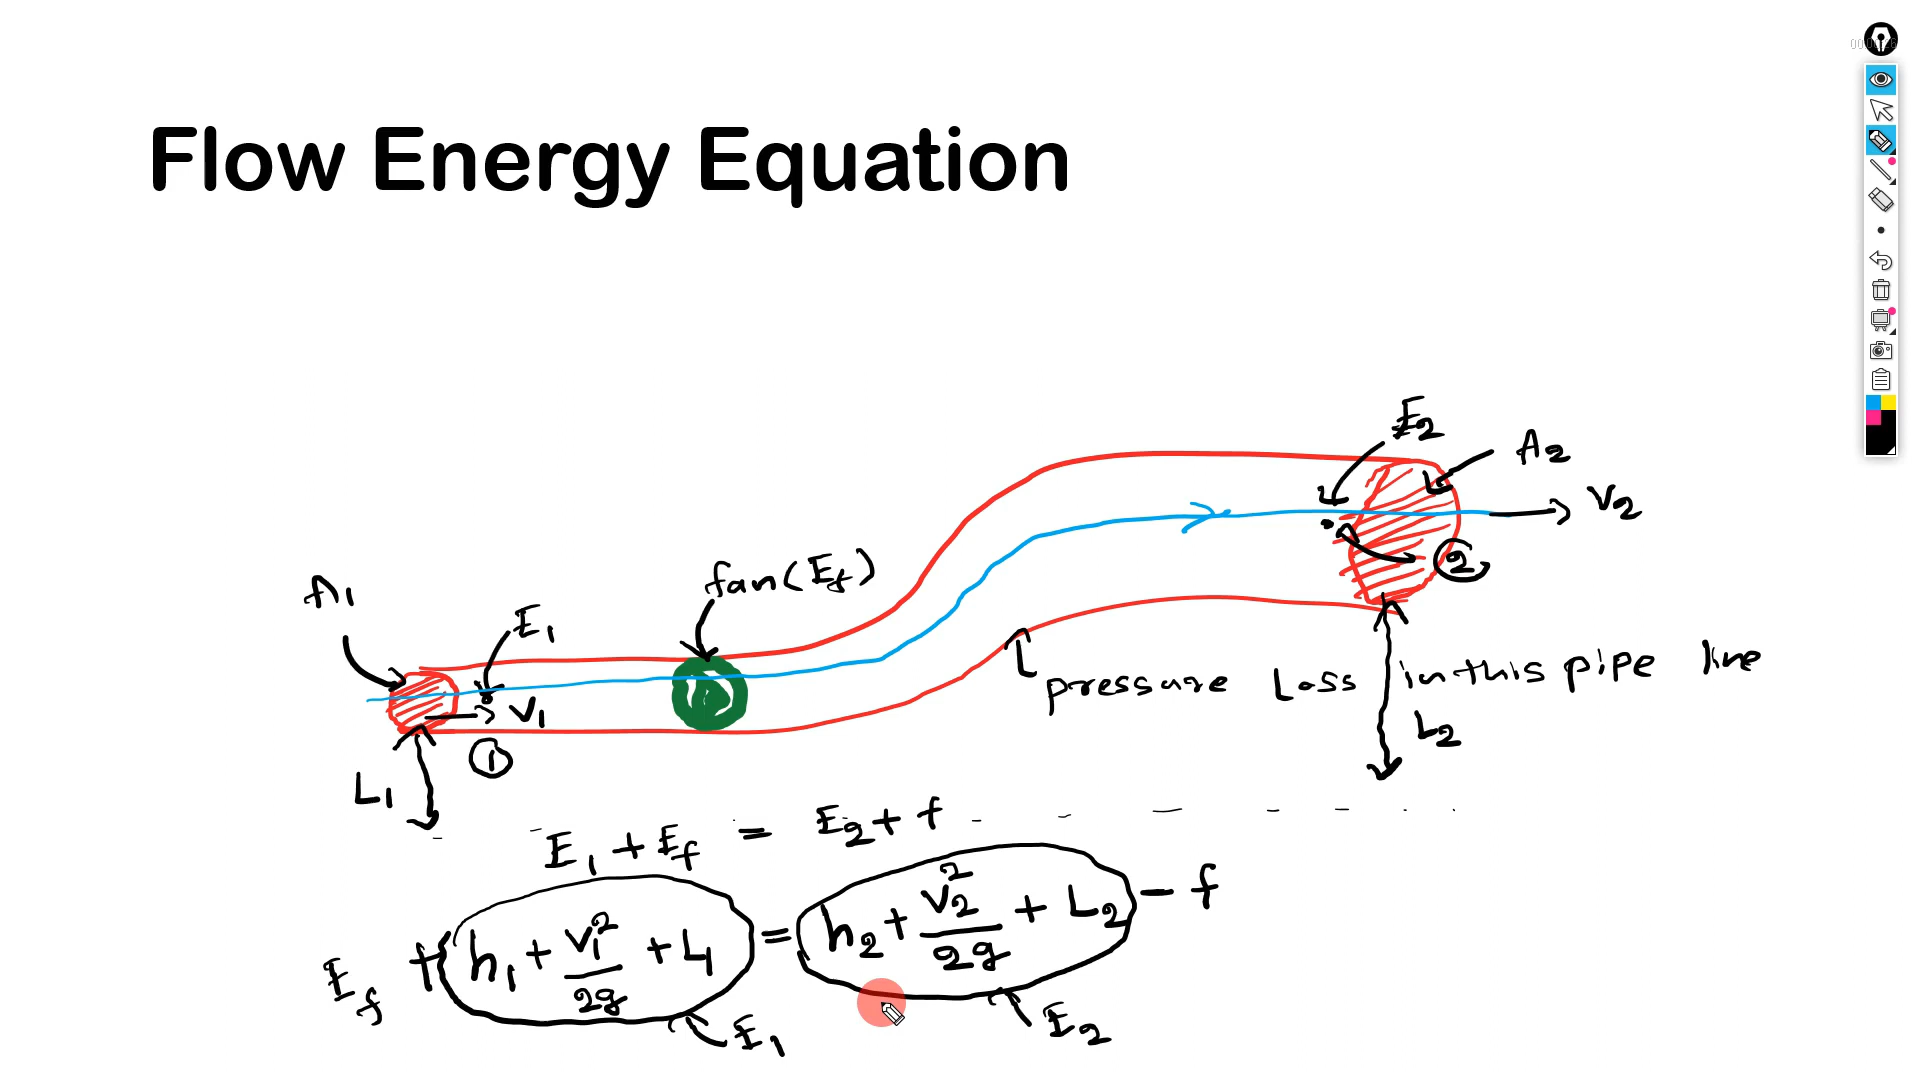 Flow Energy Equation
E2
A2
V2
fan(Ef)
2
A1
E1
V1
pressure Loss in this pipe line
L2
1
L1
E1 + Ef = E2 + f
Ef + (h1 + V1²/2g + L1 = h2 + V2²/2g + L2 - f
E1
E2